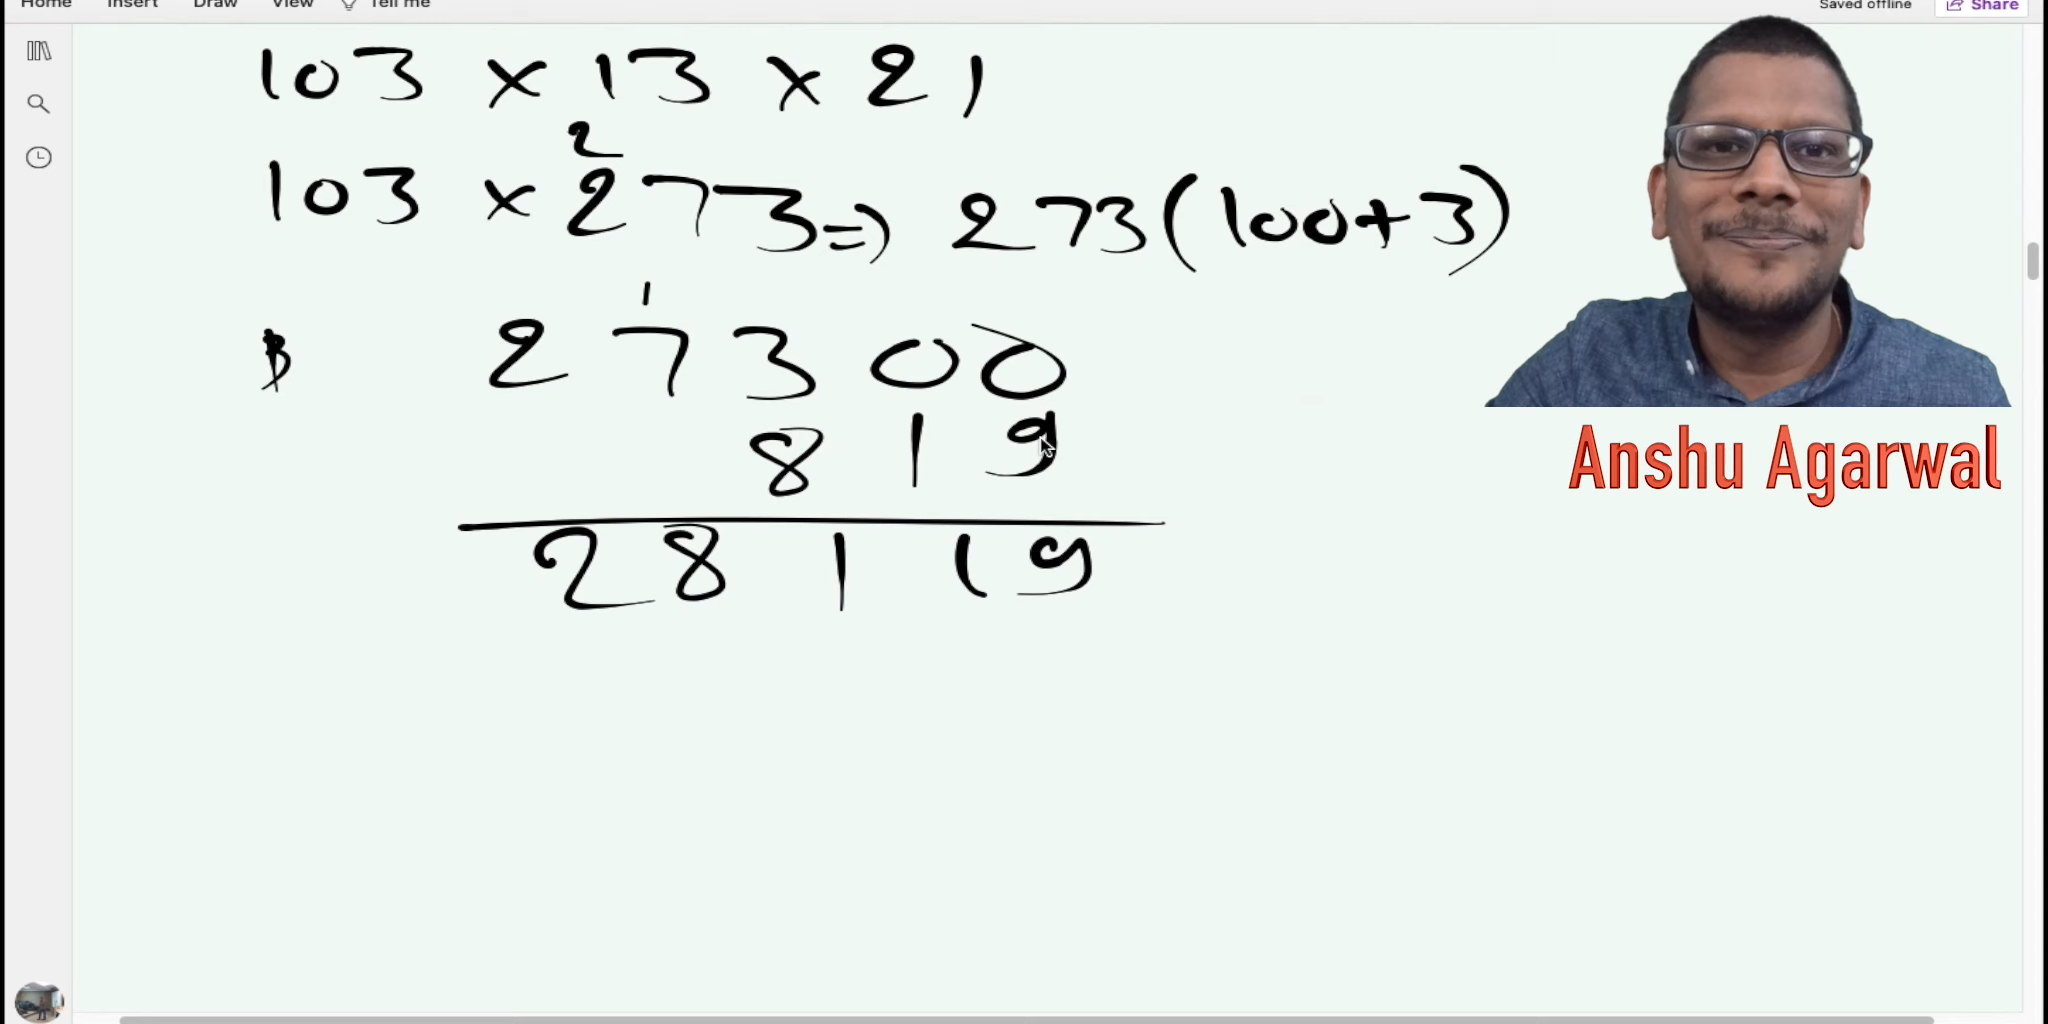 Home Insert Draw View Tell me Saved offline Share
103 × 13 × 21
2
103 × 273 => 273(100+3)
1
27300
819
28119
Anshu Agarwal